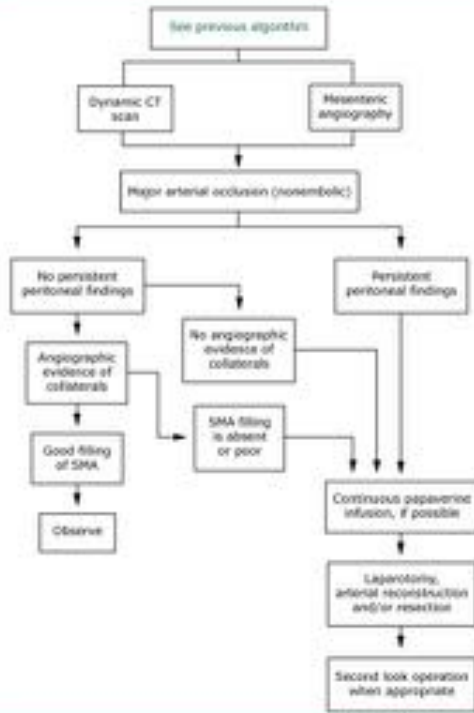 See previous algorithm
Dynamic CT
scan
Mesenteric
angiography
Major arterial occlusion (nonembolic)
No persistent
peritoneal findings
Persistent
peritoneal findings
No angiographic
evidence of
collaterals
Angiographic
evidence of
collaterals
SMA filling
is absent
or poor
Good filling
of SMA
Continuous papaverine
infusion, if possible
Observe
Laparotomy,
arterial reconstruction
and/or resection
Second look operation
when appropriate